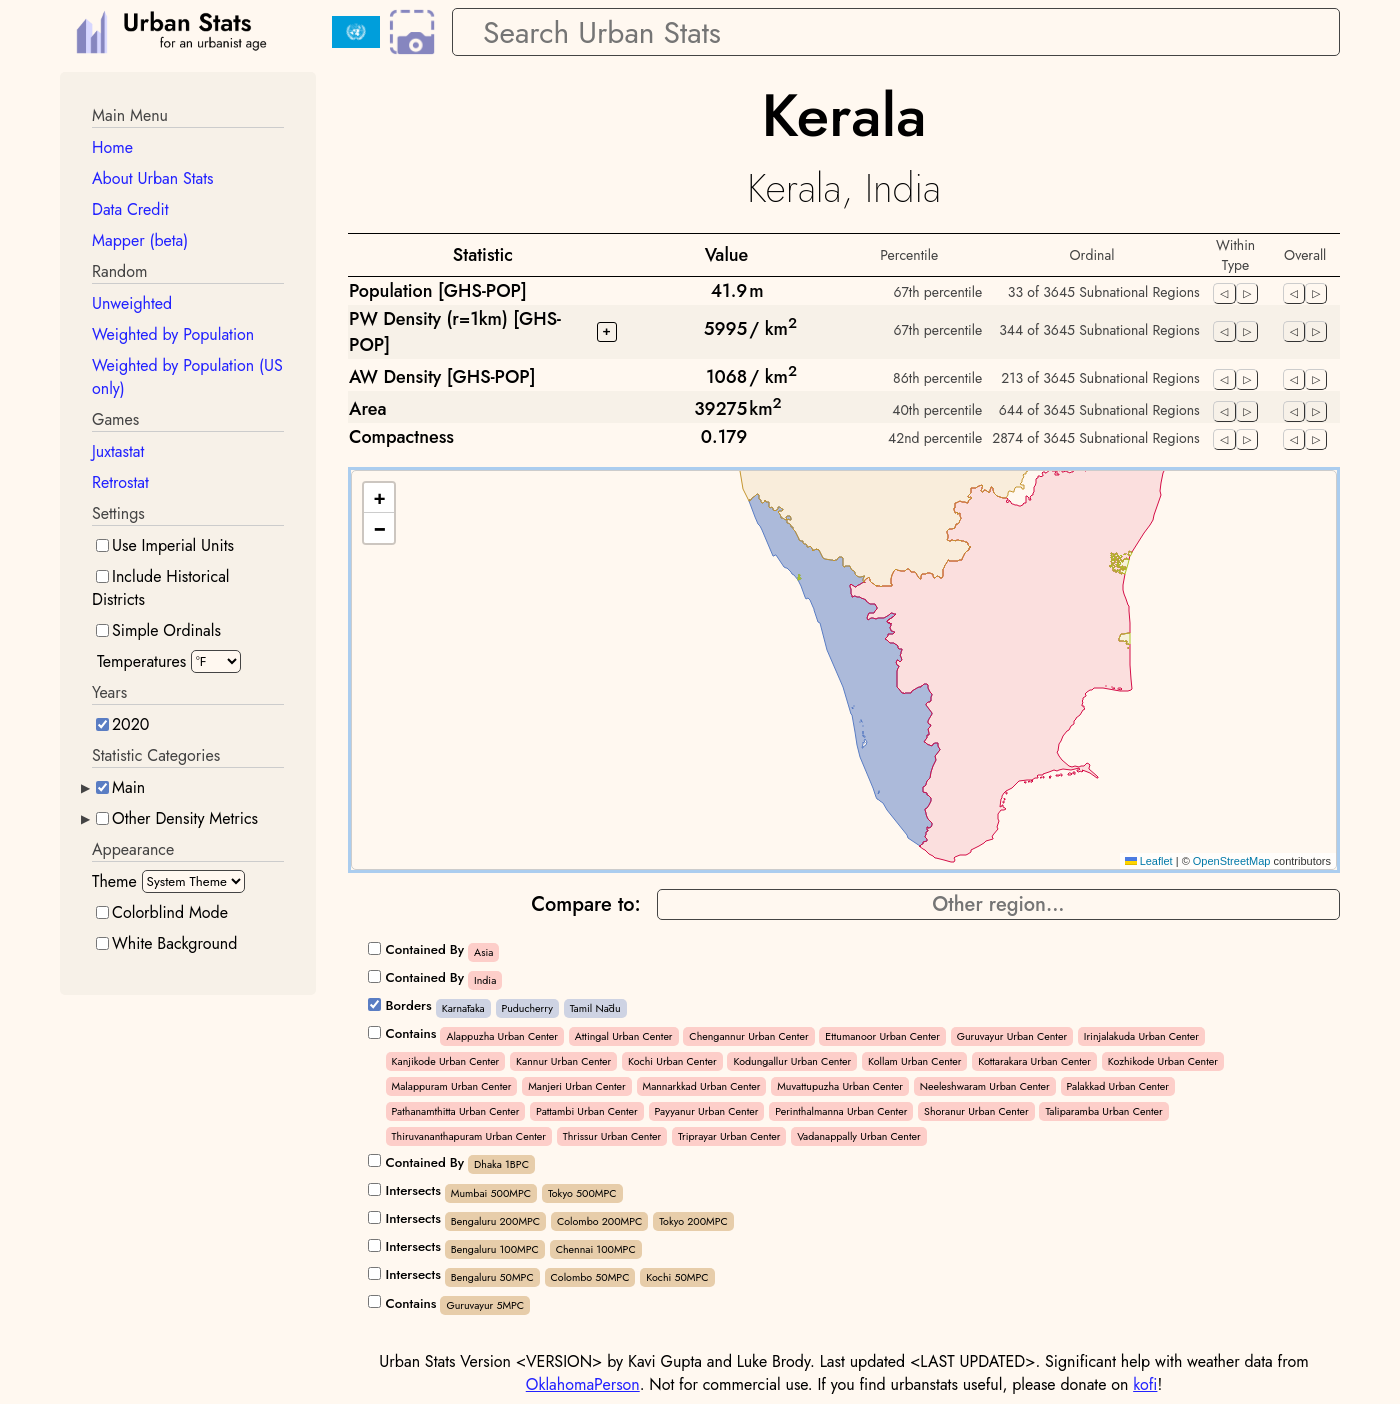 Urban Stats
for an urbanist age
Search Urban Stats
Main Menu
Home
About Urban Stats
Data Credit
Mapper (beta)
Random
Unweighted
Weighted by Population
Weighted by Population (US
only)
Games
Juxtastat
Retrostat
Settings
Use Imperial Units
Include Historical
Districts
Simple Ordinals
Temperatures °F
Years
2020
Statistic Categories
Main
Other Density Metrics
Appearance
Theme System Theme
Colorblind Mode
White Background
Kerala
Kerala, India
Statistic Value Percentile Ordinal Within Type Overall
Population [GHS-POP] 41.9 m 67th percentile 33 of 3645 Subnational Regions
PW Density (r=1km) [GHS-
POP] + 5995 / km² 67th percentile 344 of 3645 Subnational Regions
AW Density [GHS-POP] 1068 / km² 86th percentile 213 of 3645 Subnational Regions
Area 39275 km² 40th percentile 644 of 3645 Subnational Regions
Compactness 0.179 42nd percentile 2874 of 3645 Subnational Regions
+
−
Leaflet | © OpenStreetMap contributors
Compare to: Other region...
Contained By Asia
Contained By India
Borders Karnāṭaka Puducherry Tamil Nādu
Contains Alappuzha Urban Center Attingal Urban Center Chengannur Urban Center Ettumanoor Urban Center Guruvayur Urban Center Irinjalakuda Urban Center
Kanjikode Urban Center Kannur Urban Center Kochi Urban Center Kodungallur Urban Center Kollam Urban Center Kottarakara Urban Center Kozhikode Urban Center
Malappuram Urban Center Manjeri Urban Center Mannarkkad Urban Center Muvattupuzha Urban Center Neeleshwaram Urban Center Palakkad Urban Center
Pathanamthitta Urban Center Pattambi Urban Center Payyanur Urban Center Perinthalmanna Urban Center Shoranur Urban Center Taliparamba Urban Center
Thiruvananthapuram Urban Center Thrissur Urban Center Triprayar Urban Center Vadanappally Urban Center
Contained By Dhaka 1BPC
Intersects Mumbai 500MPC Tokyo 500MPC
Intersects Bengaluru 200MPC Colombo 200MPC Tokyo 200MPC
Intersects Bengaluru 100MPC Chennai 100MPC
Intersects Bengaluru 50MPC Colombo 50MPC Kochi 50MPC
Contains Guruvayur 5MPC
Urban Stats Version <VERSION> by Kavi Gupta and Luke Brody. Last updated <LAST UPDATED>. Significant help with weather data from
OklahomaPerson. Not for commercial use. If you find urbanstats useful, please donate on kofi!